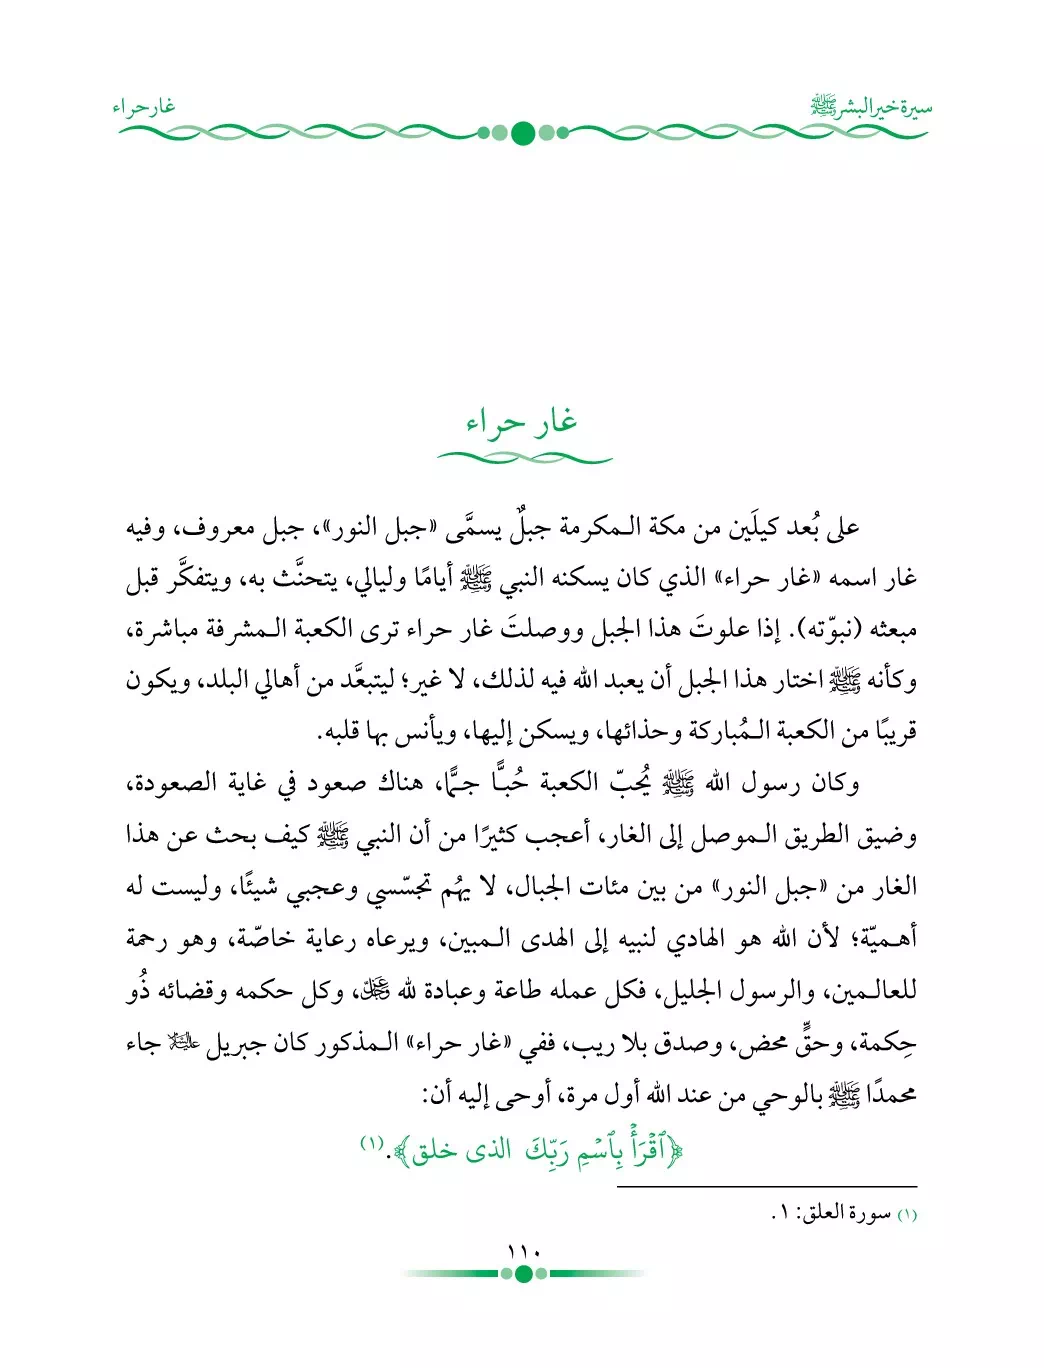 سيرة خير البشر ﷺ
غار حراء
غار حراء
على بُعد كيلَين من مكة الـمكرمة جبلٌ يسمَّى «جبل النور»، جبل معروف، وفيه
غار اسمه «غار حراء» الذي كان يسكنه النبي ﷺ أيامًا وليالي، يتحنَّث به، ويتفكَّر قبل
مبعثه (نبوّته). إذا علوتَ هذا الجبل ووصلتَ غار حراء ترى الكعبة الـمشرفة مباشرة،
وكأنه ﷺ اختار هذا الجبل أن يعبد الله فيه لذلك، لا غير؛ ليتبعَّد من أهالي البلد، ويكون
قريبًا من الكعبة الـمُباركة وحذائها، ويسكن إليها، ويأنس بها قلبه.
وكان رسول الله ﷺ يُحبّ الكعبة حُبًّا جـمًّا، هناك صعود في غاية الصعودة،
وضيق الطريق الـموصل إلى الغار، أعجب كثيرًا من أن النبي ﷺ كيف بحث عن هذا
الغار من «جبل النور» من بين مئات الجبال، لا يهُم تجسّسي وعجبي شيئًا، وليست له
أهـميّة؛ لأن الله هو الهادي لنبيه إلى الهدى الـمبين، ويرعاه رعاية خاصّة، وهو رحمة
للعالـمين، والرسول الجليل، فكل عمله طاعة وعبادة لله ﷻ، وكل حكمه وقضائه ذُو
حِكمة، وحقٍّ محض، وصدق بلا ريب، ففي «غار حراء» الـمذكور كان جبريل عليه السلام جاء
محمدًا ﷺ بالوحي من عند الله أول مرة، أوحى إليه أن:
﴿ٱقۡرَأۡ بِٱسۡمِ رَبِّكَ الذى خلق﴾.(١)
(١) سورة العلق: ١.
١١٠